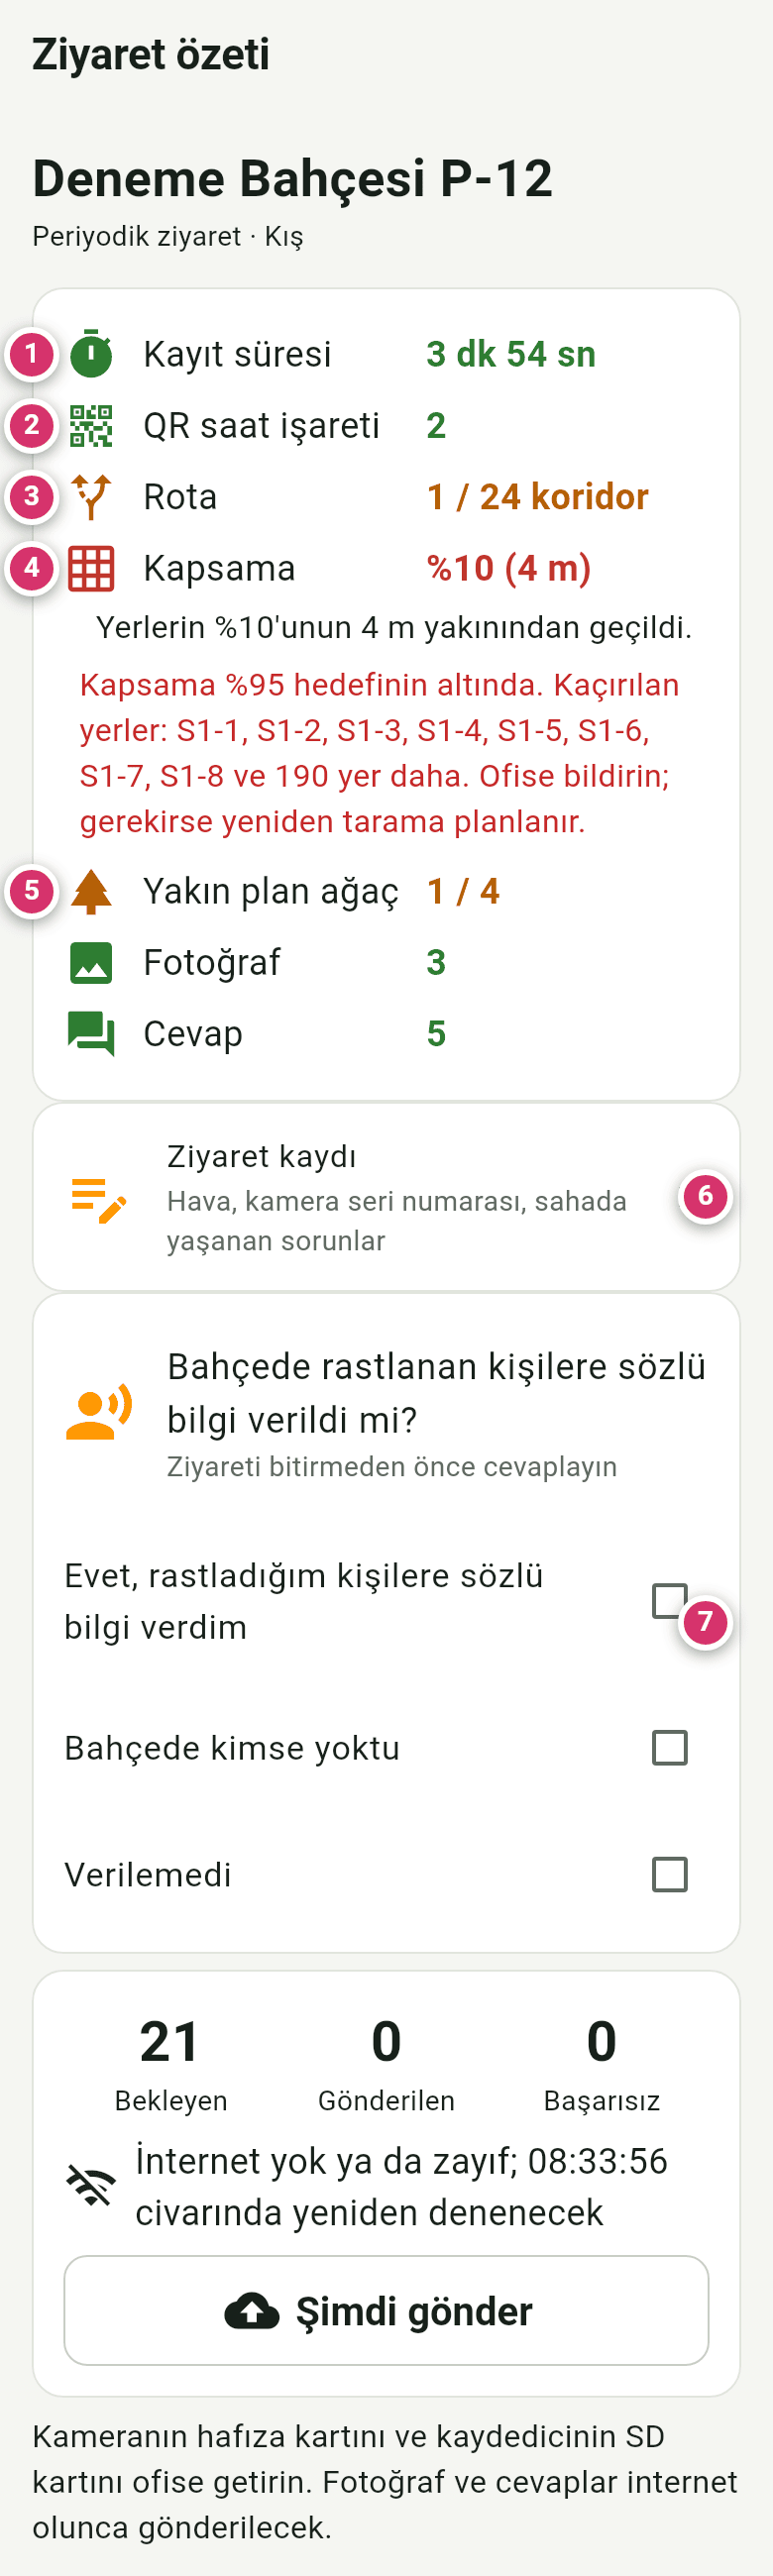 Ziyaret özeti
Deneme Bahçesi P-12
Periyodik ziyaret · Kış
1 Kayıt süresi 3 dk 54 sn
2 QR saat işareti 2
3 Rota 1 / 24 koridor
4 Kapsama %10 (4 m)
Yerlerin %10'unun 4 m yakınından geçildi.
Kapsama %95 hedefinin altında. Kaçırılan
yerler: S1-1, S1-2, S1-3, S1-4, S1-5, S1-6,
S1-7, S1-8 ve 190 yer daha. Ofise bildirin;
gerekirse yeniden tarama planlanır.
5 Yakın plan ağaç 1 / 4
Fotoğraf 3
Cevap 5
Ziyaret kaydı
Hava, kamera seri numarası, sahada
yaşanan sorunlar
6
Bahçede rastlanan kişilere sözlü
bilgi verildi mi?
Ziyareti bitirmeden önce cevaplayın
Evet, rastladığım kişilere sözlü
bilgi verdim
7
Bahçede kimse yoktu
Verilemedi
21 0 0
Bekleyen Gönderilen Başarısız
İnternet yok ya da zayıf; 08:33:56
civarında yeniden denenecek
Şimdi gönder
Kameranın hafıza kartını ve kaydedicinin SD
kartını ofise getirin. Fotoğraf ve cevaplar internet
olunca gönderilecek.